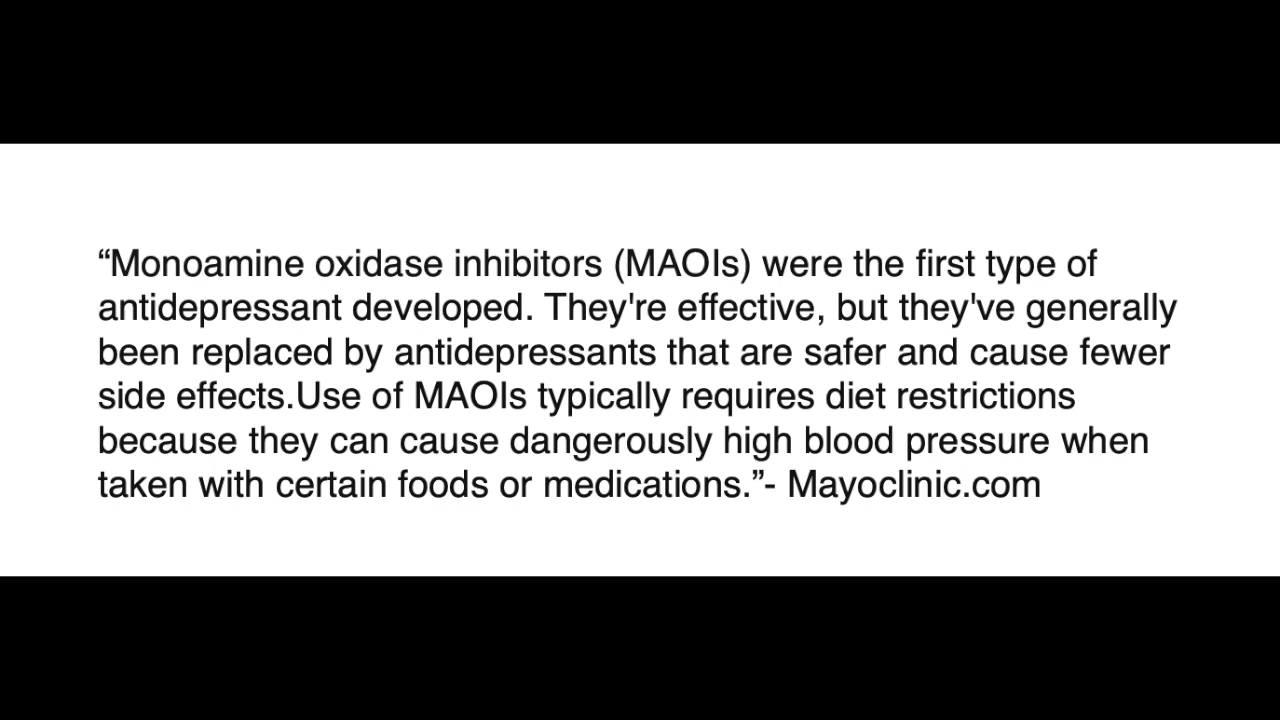 “Monoamine oxidase inhibitors (MAOIs) were the first type of
antidepressant developed. They're effective, but they've generally
been replaced by antidepressants that are safer and cause fewer
side effects.Use of MAOIs typically requires diet restrictions
because they can cause dangerously high blood pressure when
taken with certain foods or medications.”- Mayoclinic.com